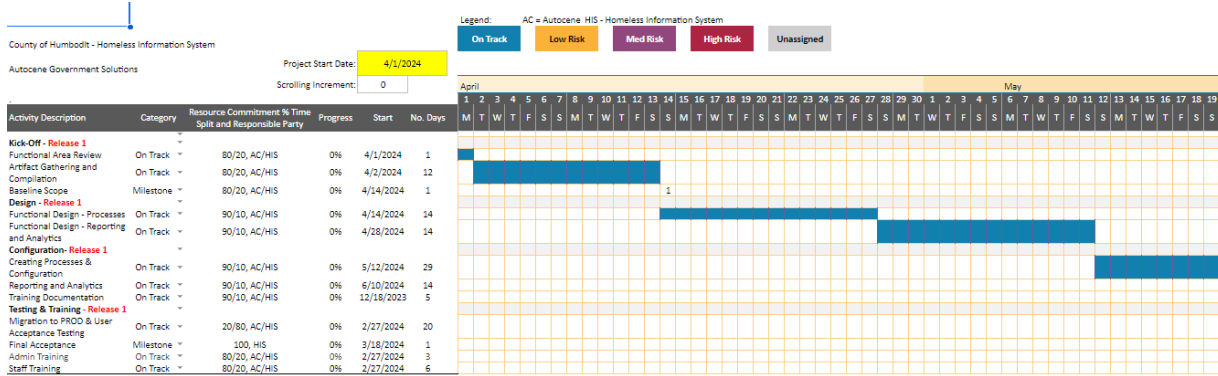 Legend: AC = Autocene HIS - Homeless Information System
On Track Low Risk Med Risk High Risk Unassigned
County of Humbodlt - Homeless Information System
Autocene Government Solutions
Project Start Date: 4/1/2024
Scrolling Increment: 0
April May
1 2 3 4 5 6 7 8 9 10 11 12 13 14 15 16 17 18 19 20 21 22 23 24 25 26 27 28 29 30 1 2 3 4 5 6 7 8 9 10 11 12 13 14 15 16 17 18 19
Activity Description Category Resource Commitment % Time Split and Responsible Party Progress Start No. Days
M T W T F S S M T W T F S S M T W T F S S M T W T F S S M T W T F S S M T W T F S S M T W T F S S
Kick-Off - Release 1
Functional Area Review On Track 80/20, AC/HIS 0% 4/1/2024 1
Artifact Gathering and Compilation On Track 80/20, AC/HIS 0% 4/2/2024 12
Baseline Scope Milestone 80/20, AC/HIS 0% 4/14/2024 1 1
Design - Release 1
Functional Design - Processes On Track 90/10, AC/HIS 0% 4/14/2024 14
Functional Design - Reporting and Analytics On Track 90/10, AC/HIS 0% 4/28/2024 14
Configuration- Release 1
Creating Processes & Configuration On Track 90/10, AC/HIS 0% 5/12/2024 29
Reporting and Analytics On Track 90/10, AC/HIS 0% 6/10/2024 14
Training Documentation On Track 90/10, AC/HIS 0% 12/18/2023 5
Testing & Training - Release 1
Migration to PROD & User Acceptance Testing On Track 20/80, AC/HIS 0% 2/27/2024 20
Final Acceptance Milestone 100, HIS 0% 3/18/2024 1
Admin Training On Track 80/20, AC/HIS 0% 2/27/2024 3
Staff Training On Track 80/20, AC/HIS 0% 2/27/2024 6